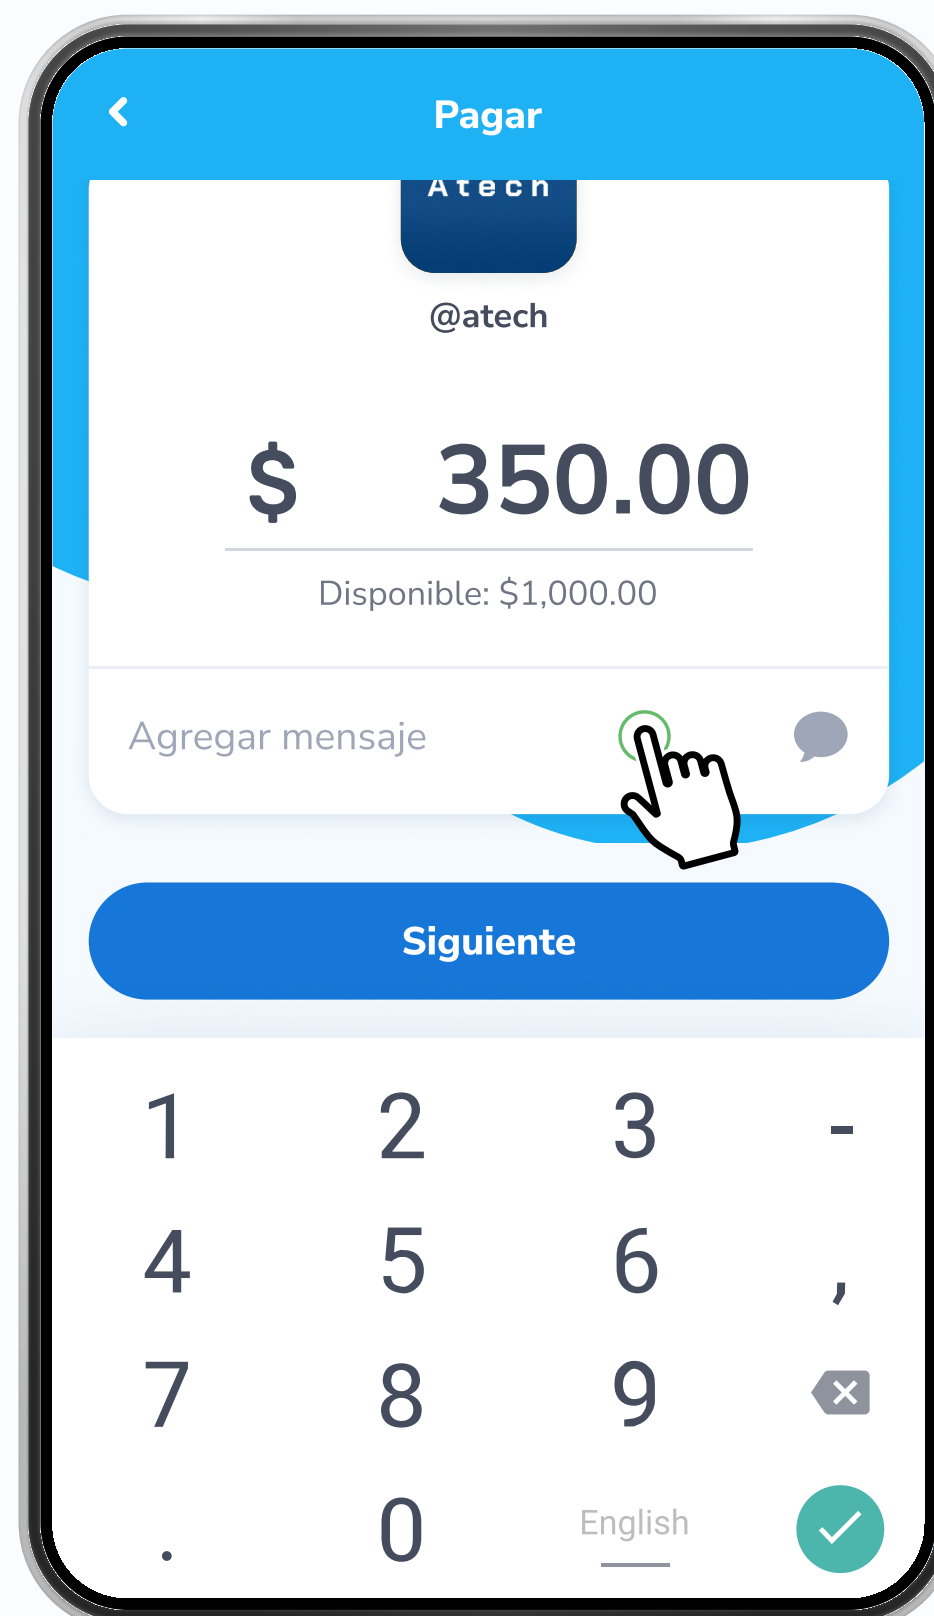 Pagar
Atech
@atech
$ 350.00
Disponible: $1,000.00
Agregar mensaje
Siguiente
1 2 3 -
4 5 6 ,
7 8 9
. 0 English